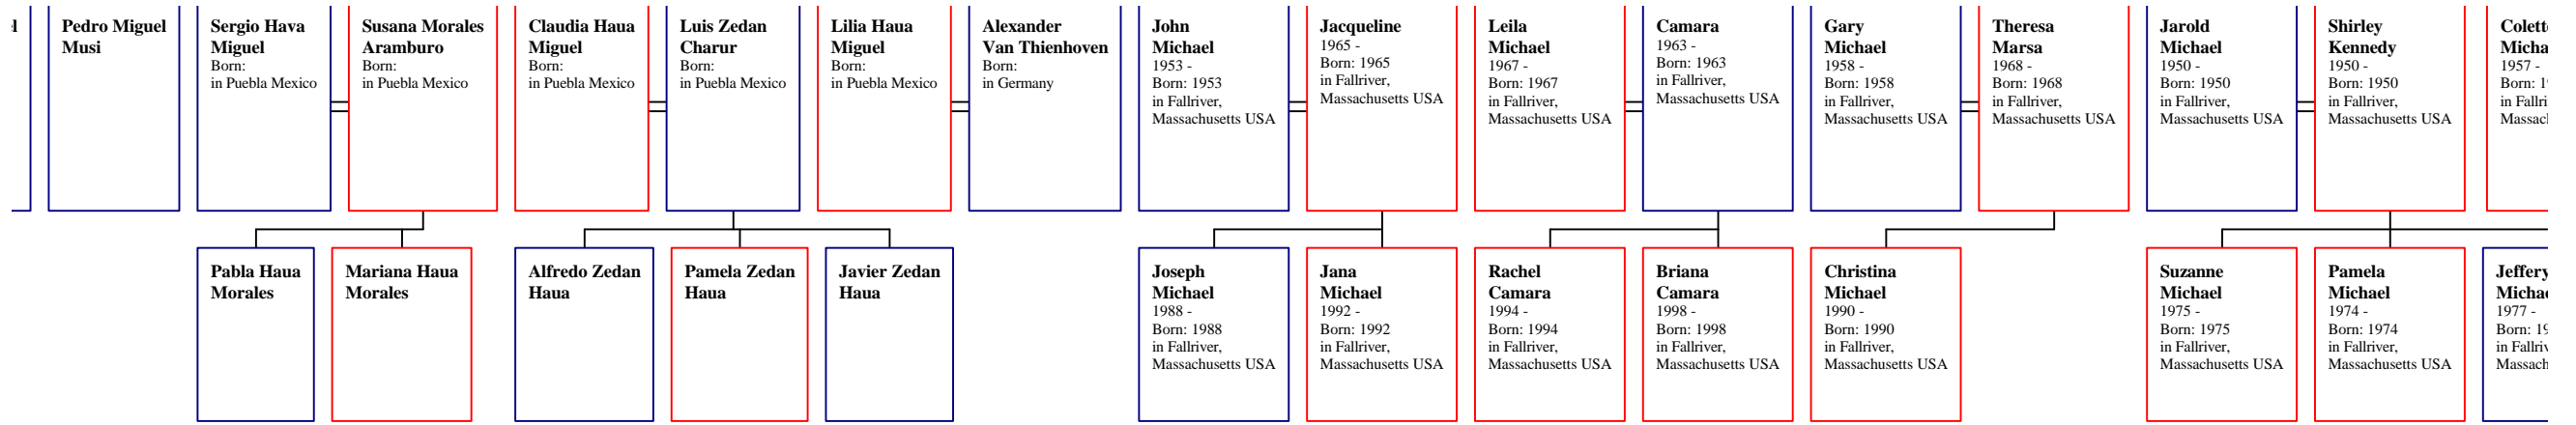 Pedro Miguel
Musi
Sergio Hava
Miguel
Born:
in Puebla Mexico
Susana Morales
Aramburo
Born:
in Puebla Mexico
Claudia Haua
Miguel
Born:
in Puebla Mexico
Luis Zedan
Charur
Born:
in Puebla Mexico
Lilia Haua
Miguel
Born:
in Puebla Mexico
Alexander
Van Thienhoven
Born:
in Germany
John
Michael
1953 -
Born: 1953
in Fallriver,
Massachusetts USA
Jacqueline
1965 -
Born: 1965
in Fallriver,
Massachusetts USA
Leila
Michael
1967 -
Born: 1967
in Fallriver,
Massachusetts USA
Camara
1963 -
Born: 1963
in Fallriver,
Massachusetts USA
Gary
Michael
1958 -
Born: 1958
in Fallriver,
Massachusetts USA
Theresa
Marsa
1968 -
Born: 1968
in Fallriver,
Massachusetts USA
Jarold
Michael
1950 -
Born: 1950
in Fallriver,
Massachusetts USA
Shirley
Kennedy
1950 -
Born: 1950
in Fallriver,
Massachusetts USA
1957 -
Born:
in
Pabla Haua
Morales
Mariana Haua
Morales
Alfredo Zedan
Haua
Pamela Zedan
Haua
Javier Zedan
Haua
Joseph
Michael
1988 -
Born: 1988
in Fallriver,
Massachusetts USA
Jana
Michael
1992 -
Born: 1992
in Fallriver,
Massachusetts USA
Rachel
Camara
1994 -
Born: 1994
in Fallriver,
Massachusetts USA
Briana
Camara
1998 -
Born: 1998
in Fallriver,
Massachusetts USA
Christina
Michael
1990 -
Born: 1990
in Fallriver,
Massachusetts USA
Suzanne
Michael
1975 -
Born: 1975
in Fallriver,
Massachusetts USA
Pamela
Michael
1974 -
Born: 1974
in Fallriver,
Massachusetts USA
Jeffery
1977 -
Born:
in